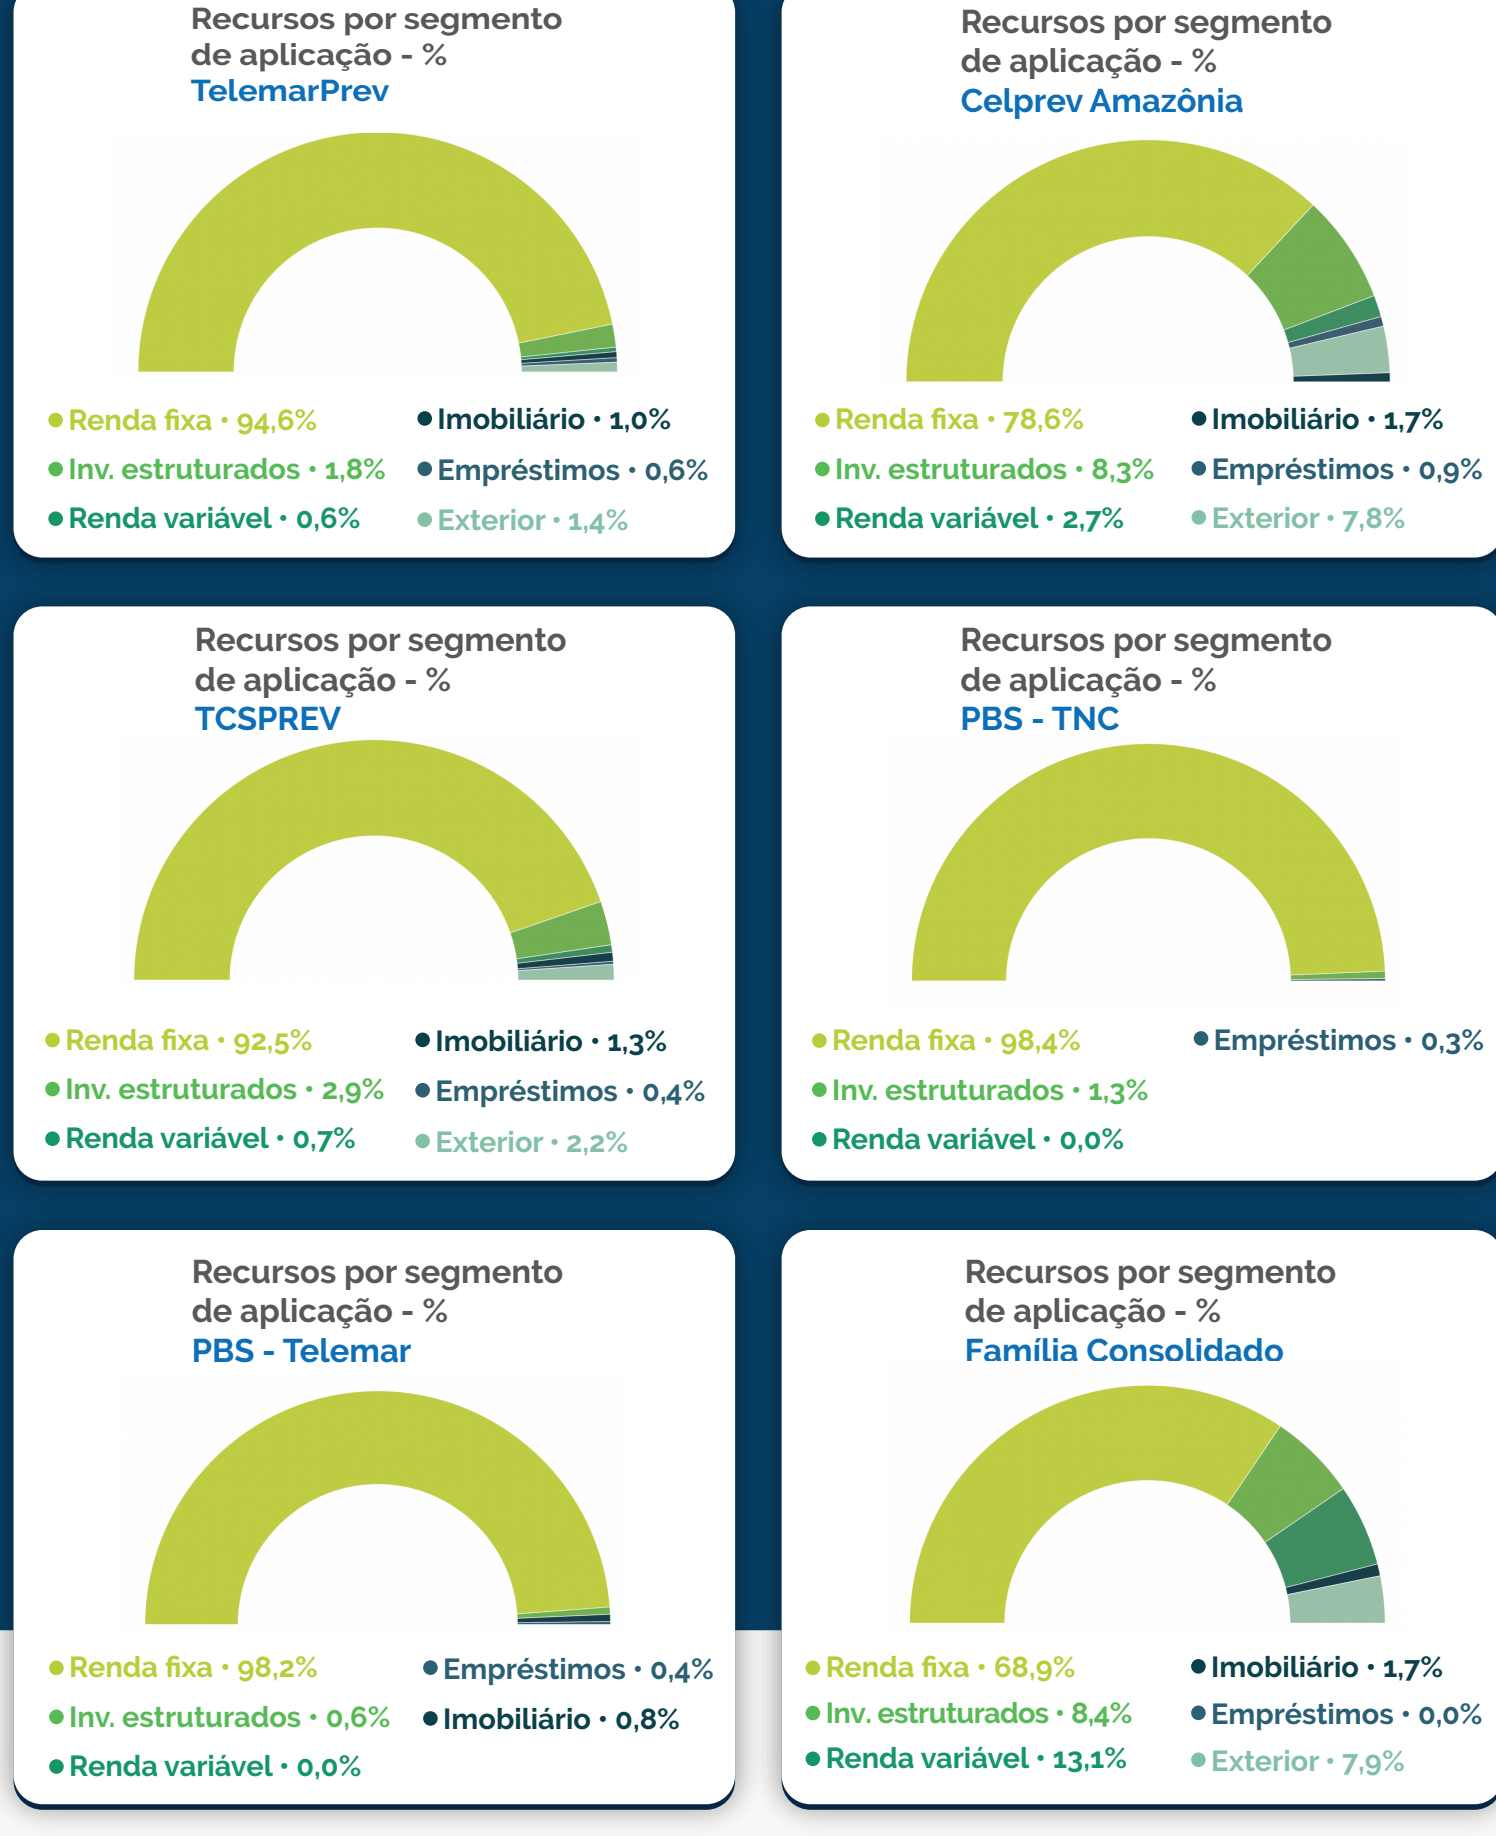 Recursos por segmento
de aplicação - %
TelemarPrev
Renda fixa • 94,6%
Inv. estruturados • 1,8%
Renda variável • 0,6%
Imobiliário • 1,0%
Empréstimos • 0,6%
Exterior • 1,4%
Recursos por segmento
de aplicação - %
Celprev Amazônia
Renda fixa • 78,6%
Inv. estruturados • 8,3%
Renda variável • 2,7%
Imobiliário • 1,7%
Empréstimos • 0,9%
Exterior • 7,8%
Recursos por segmento
de aplicação - %
TCSPREV
Renda fixa • 92,5%
Inv. estruturados • 2,9%
Renda variável • 0,7%
Imobiliário • 1,3%
Empréstimos • 0,4%
Exterior • 2,2%
Recursos por segmento
de aplicação - %
PBS - TNC
Renda fixa • 98,4%
Inv. estruturados • 1,3%
Renda variável • 0,0%
Empréstimos • 0,3%
Recursos por segmento
de aplicação - %
PBS - Telemar
Renda fixa • 98,2%
Inv. estruturados • 0,6%
Renda variável • 0,0%
Empréstimos • 0,4%
Imobiliário • 0,8%
Recursos por segmento
de aplicação - %
Família Consolidado
Renda fixa • 68,9%
Inv. estruturados • 8,4%
Renda variável • 13,1%
Imobiliário • 1,7%
Empréstimos • 0,0%
Exterior • 7,9%